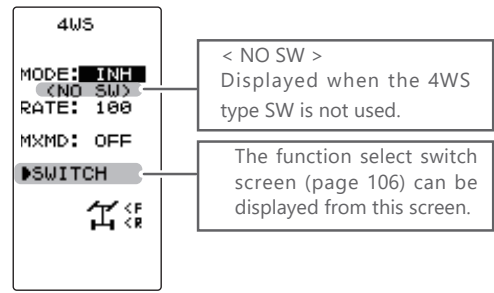 4WS
MODE: INH
<NO SW>
RATE: 100
MXMD: OFF
▶SWITCH
<F
<R
< NO SW >
Displayed when the 4WS
type SW is not used.
The function select switch
screen (page 106) can be
displayed from this screen.